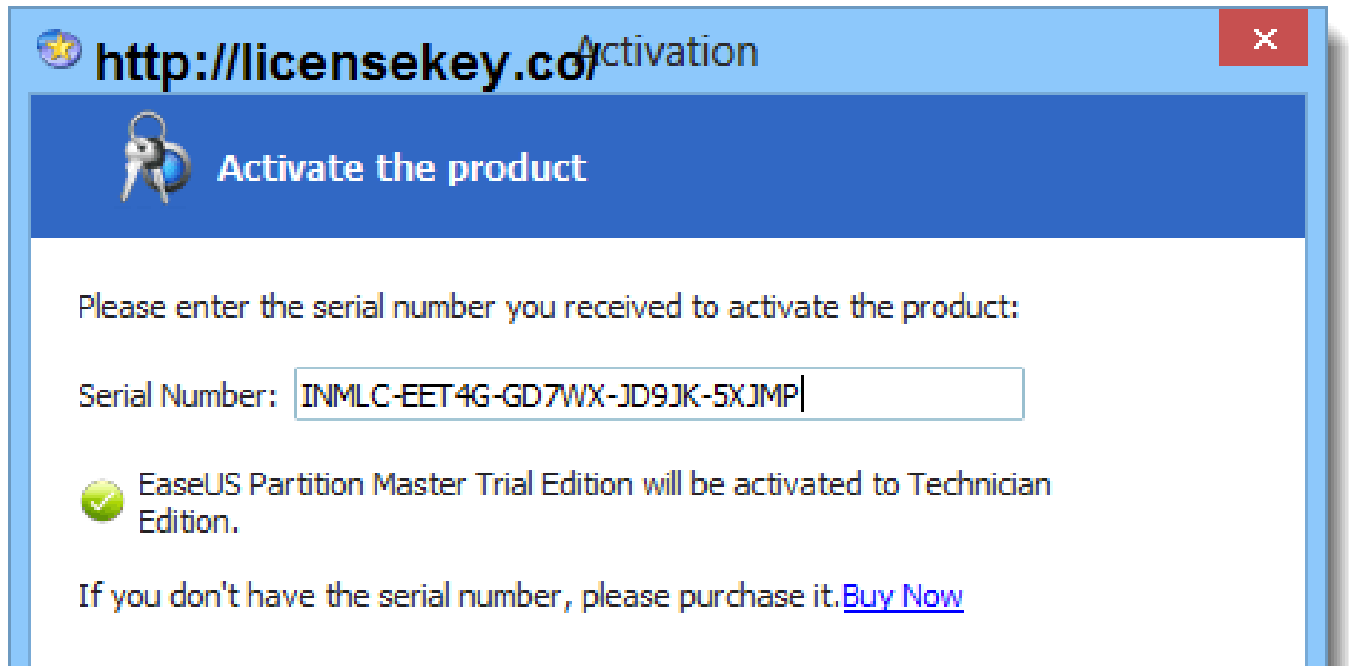 http://licensekey.co/ Activation
Activate the product
Please enter the serial number you received to activate the product:
Serial Number: INMLC-EET4G-GD7WX-JD9JK-5XJMP
EaseUS Partition Master Trial Edition will be activated to Technician
Edition.
If you don't have the serial number, please purchase it.Buy Now